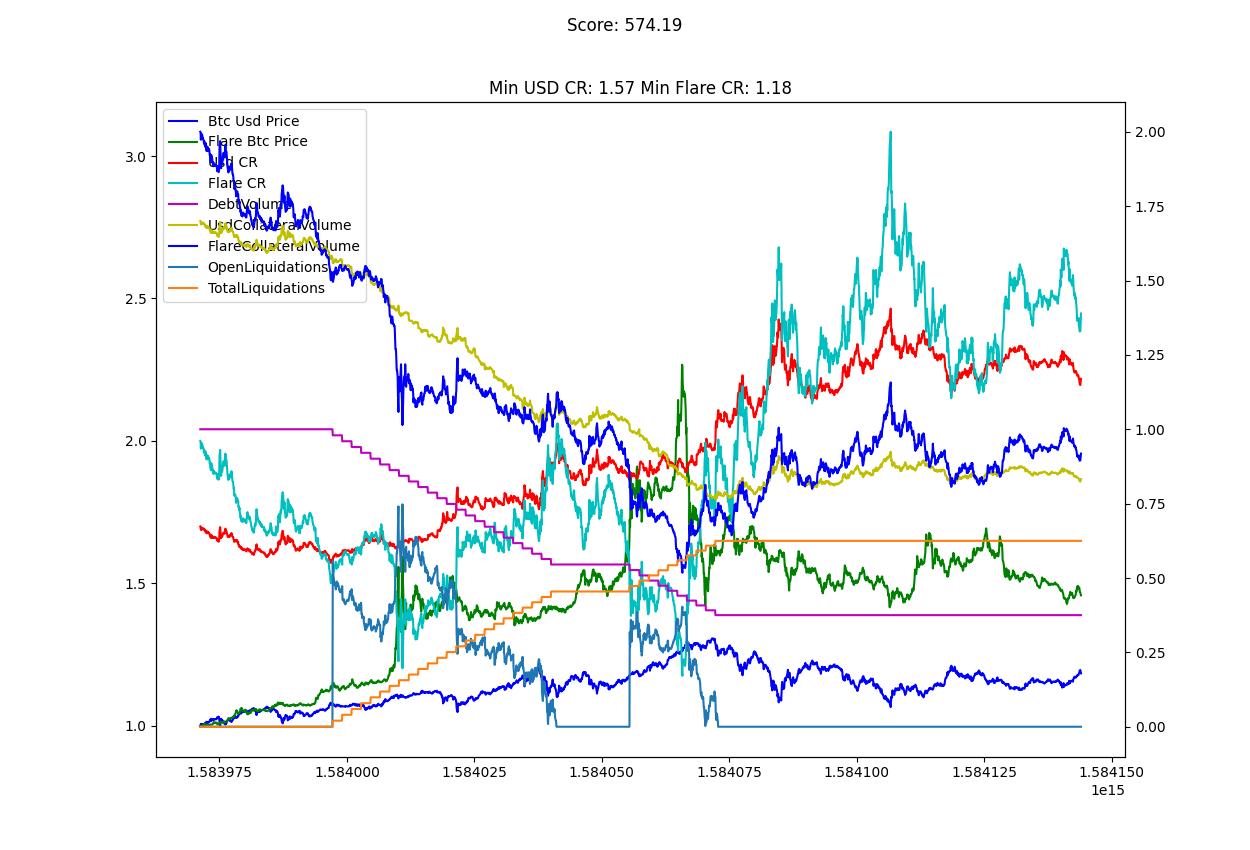 Score: 574.19
Min USD CR: 1.57 Min Flare CR: 1.18
Btc Usd Price
Flare Btc Price
Usd CR
Flare CR
DebtVolume
UsdCollateralVolume
FlareCollateralVolume
OpenLiquidations
TotalLiquidations
3.0
2.5
2.0
1.5
1.0
2.00
1.75
1.50
1.25
1.00
0.75
0.50
0.25
0.00
1.583975 1.584000 1.584025 1.584050 1.584075 1.584100 1.584125 1.584150
1e15